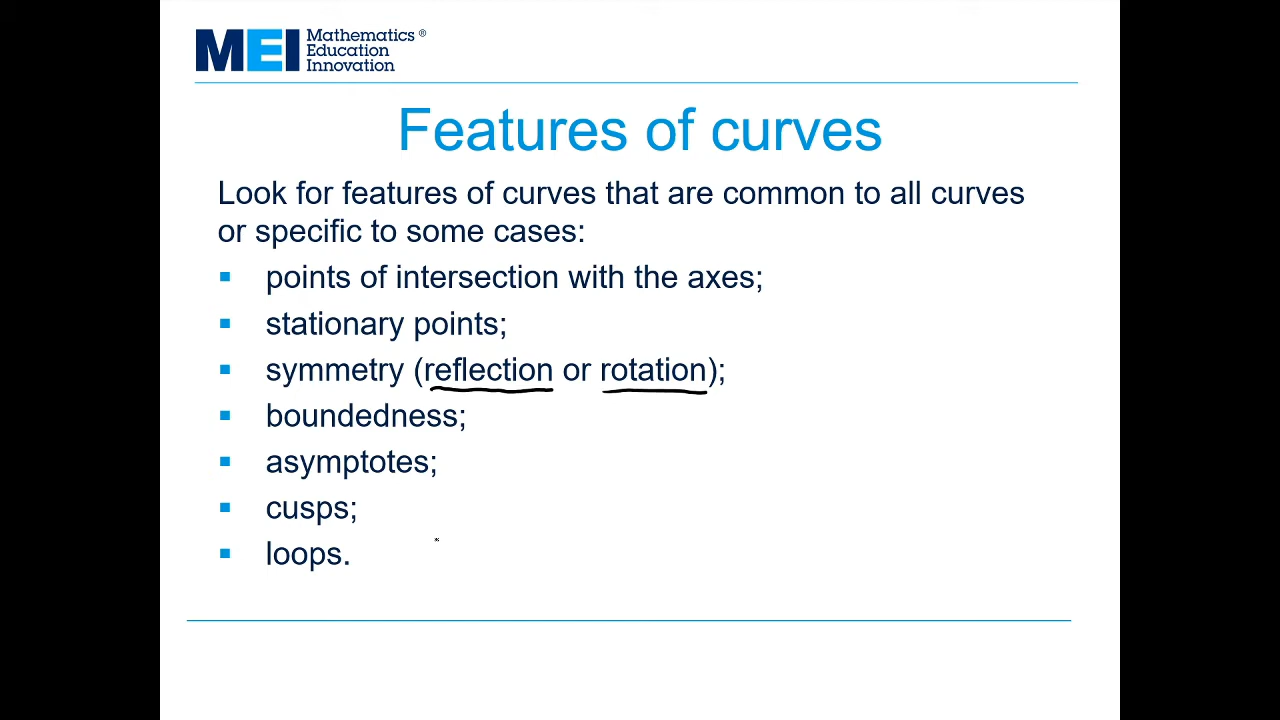 MEI Mathematics ®
Education
Innovation
Features of curves
Look for features of curves that are common to all curves
or specific to some cases:
▪ points of intersection with the axes;
▪ stationary points;
▪ symmetry (reflection or rotation);
▪ boundedness;
▪ asymptotes;
▪ cusps;
▪ loops.